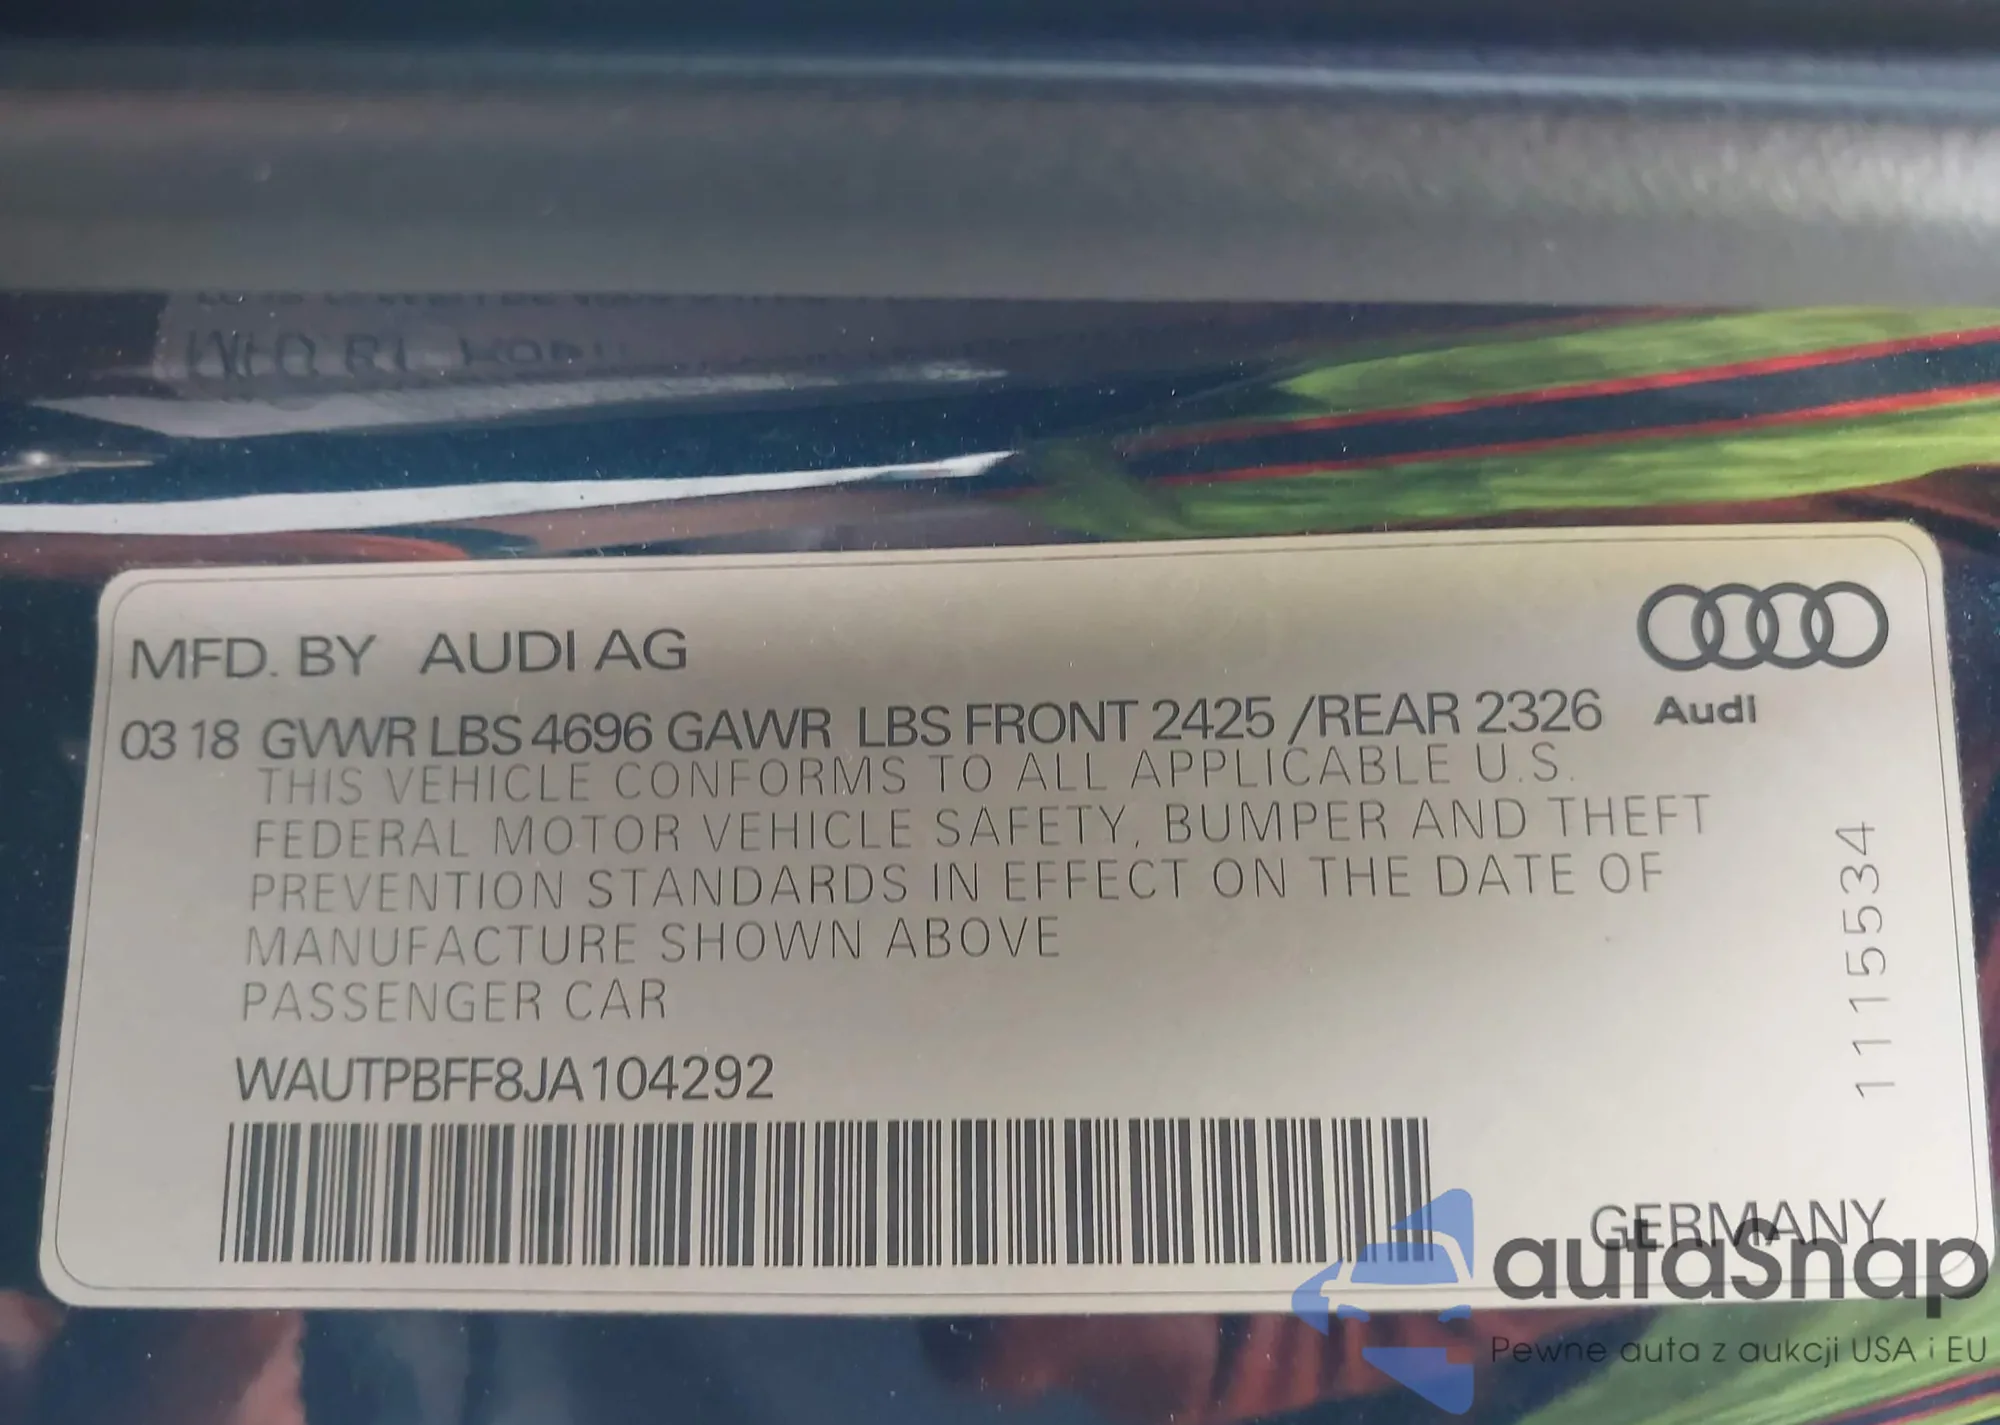 MFD. BY AUDI AG
03 18 GVWR LBS 4696 GAWR LBS FRONT 2425 /REAR 2326
Audi
THIS VEHICLE CONFORMS TO ALL APPLICABLE U.S.
FEDERAL MOTOR VEHICLE SAFETY, BUMPER AND THEFT
PREVENTION STANDARDS IN EFFECT ON THE DATE OF
MANUFACTURE SHOWN ABOVE
PASSENGER CAR
WAUTPBFF8JA104292
1115534
GERMANY
autaSnap
Pewne auta z aukcji USA i EU